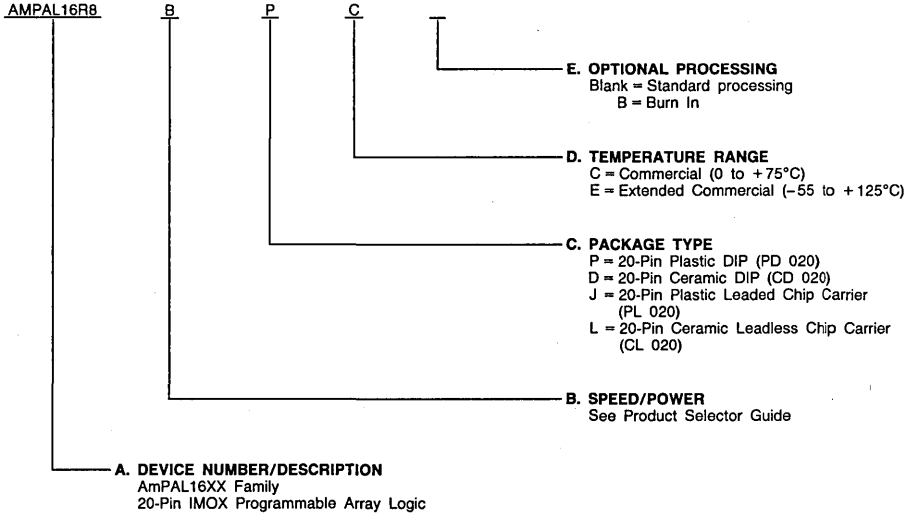 AMPAL16R8 B P C
E. OPTIONAL PROCESSING
Blank = Standard processing
B = Burn In
D. TEMPERATURE RANGE
C = Commercial (0 to +75°C)
E = Extended Commercial (−55 to +125°C)
C. PACKAGE TYPE
P = 20-Pin Plastic DIP (PD 020)
D = 20-Pin Ceramic DIP (CD 020)
J = 20-Pin Plastic Leaded Chip Carrier
(PL 020)
L = 20-Pin Ceramic Leadless Chip Carrier
(CL 020)
B. SPEED/POWER
See Product Selector Guide
A. DEVICE NUMBER/DESCRIPTION
AmPAL16XX Family
20-Pin IMOX Programmable Array Logic